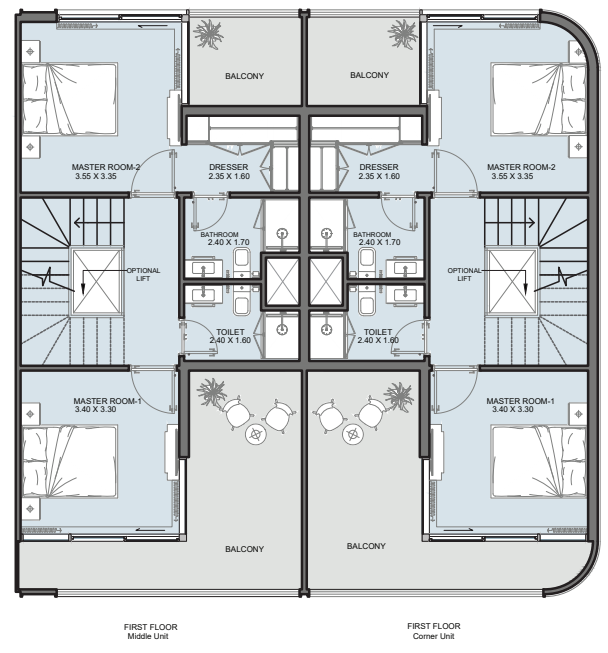 BALCONY
BALCONY
MASTER ROOM-2
3.55 X 3.35
DRESSER
2.35 X 1.60
DRESSER
2.35 X 1.60
MASTER ROOM-2
3.55 X 3.35
BATHROOM
2.40 X 1.70
BATHROOM
2.40 X 1.70
OPTIONAL
LIFT
OPTIONAL
LIFT
TOILET
2.40 X 1.60
TOILET
2.40 X 1.60
MASTER ROOM-1
3.40 X 3.30
MASTER ROOM-1
3.40 X 3.30
BALCONY
BALCONY
FIRST FLOOR
Middle Unit
FIRST FLOOR
Corner Unit